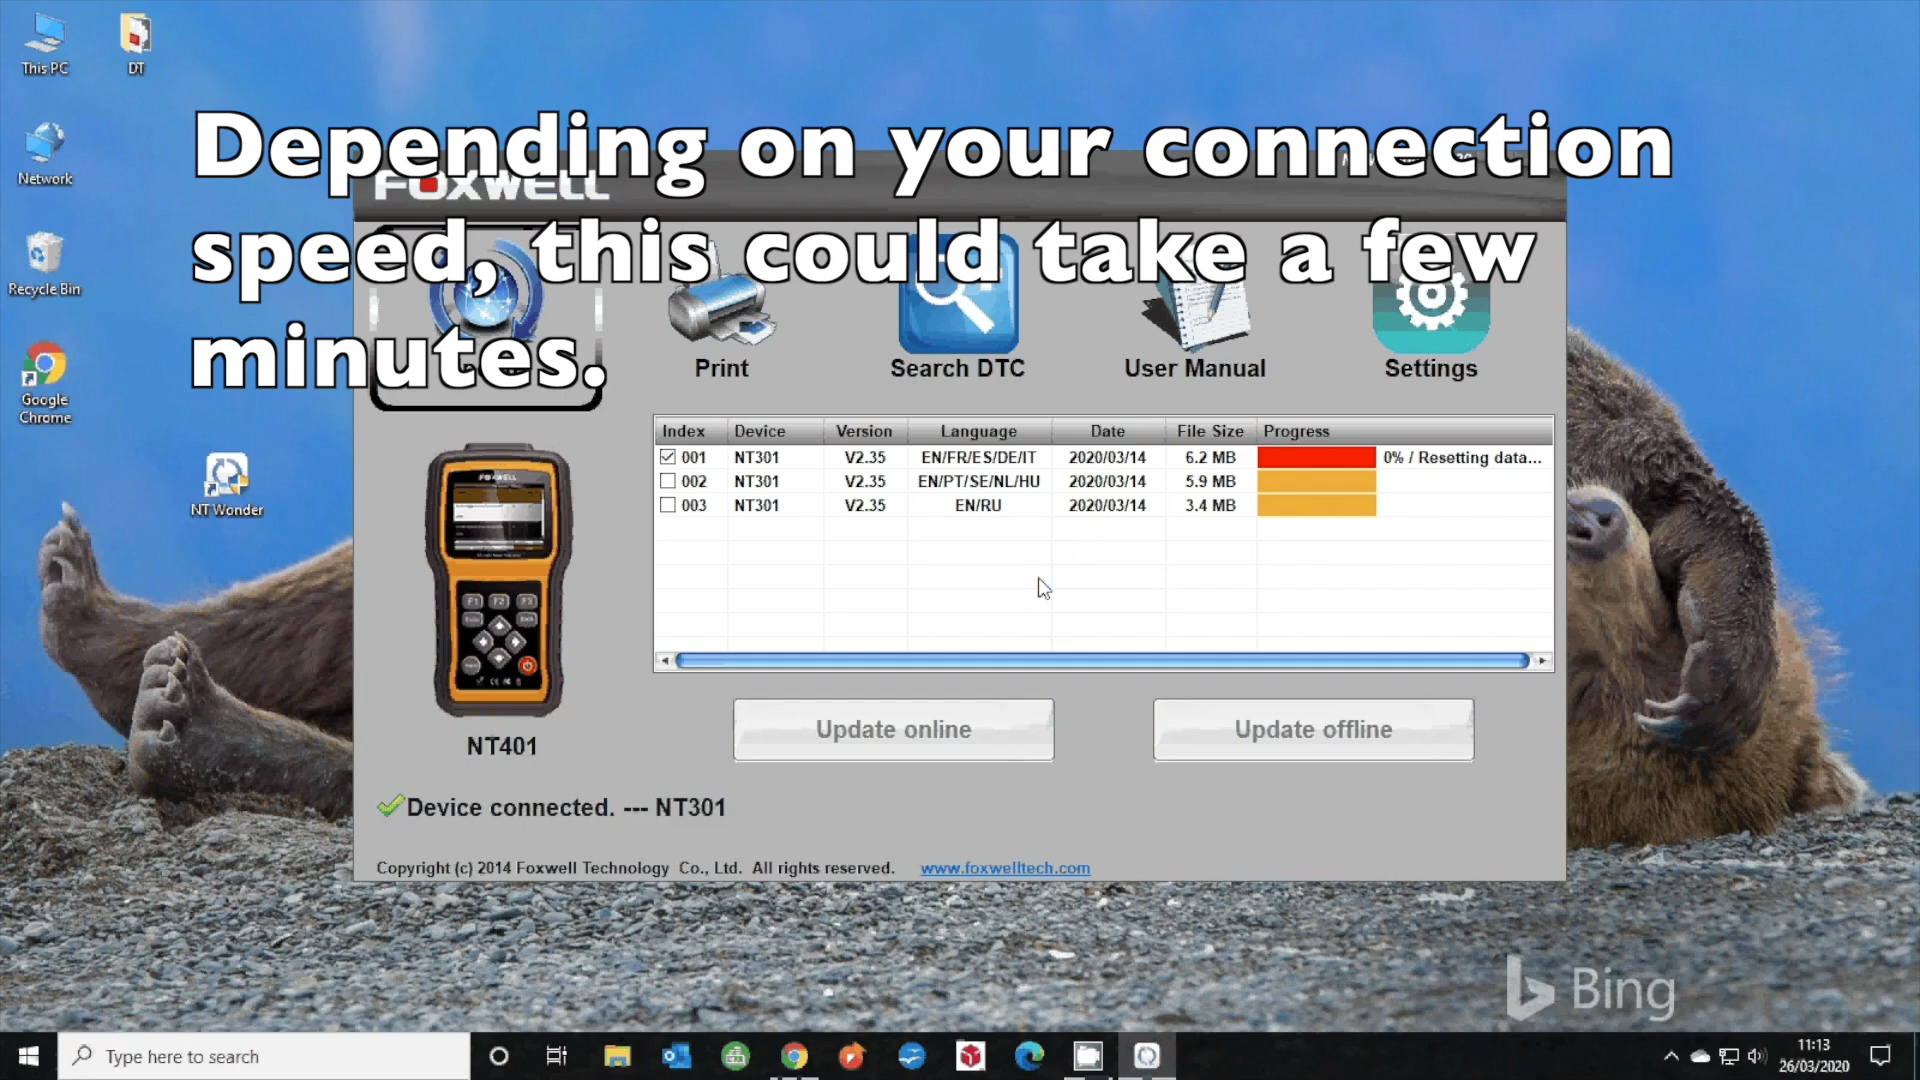 This PC
DT
Network
Recycle Bin
Google
Chrome
NT Wonder
Depending on your connection
speed, this could take a few
minutes.
FOXWELL
Print
Search DTC
User Manual
Settings
Index Device Version Language Date File Size Progress
001 NT301 V2.35 EN/FR/ES/DE/IT 2020/03/14 6.2 MB 0% / Resetting data...
002 NT301 V2.35 EN/PT/SE/NL/HU 2020/03/14 5.9 MB
003 NT301 V2.35 EN/RU 2020/03/14 3.4 MB
FOXWELL
F1 F2 F3
NT401
Update online
Update offline
Device connected. --- NT301
Copyright (c) 2014 Foxwell Technology Co., Ltd. All rights reserved. www.foxwelltech.com
Bing
Type here to search
11:13
26/03/2020